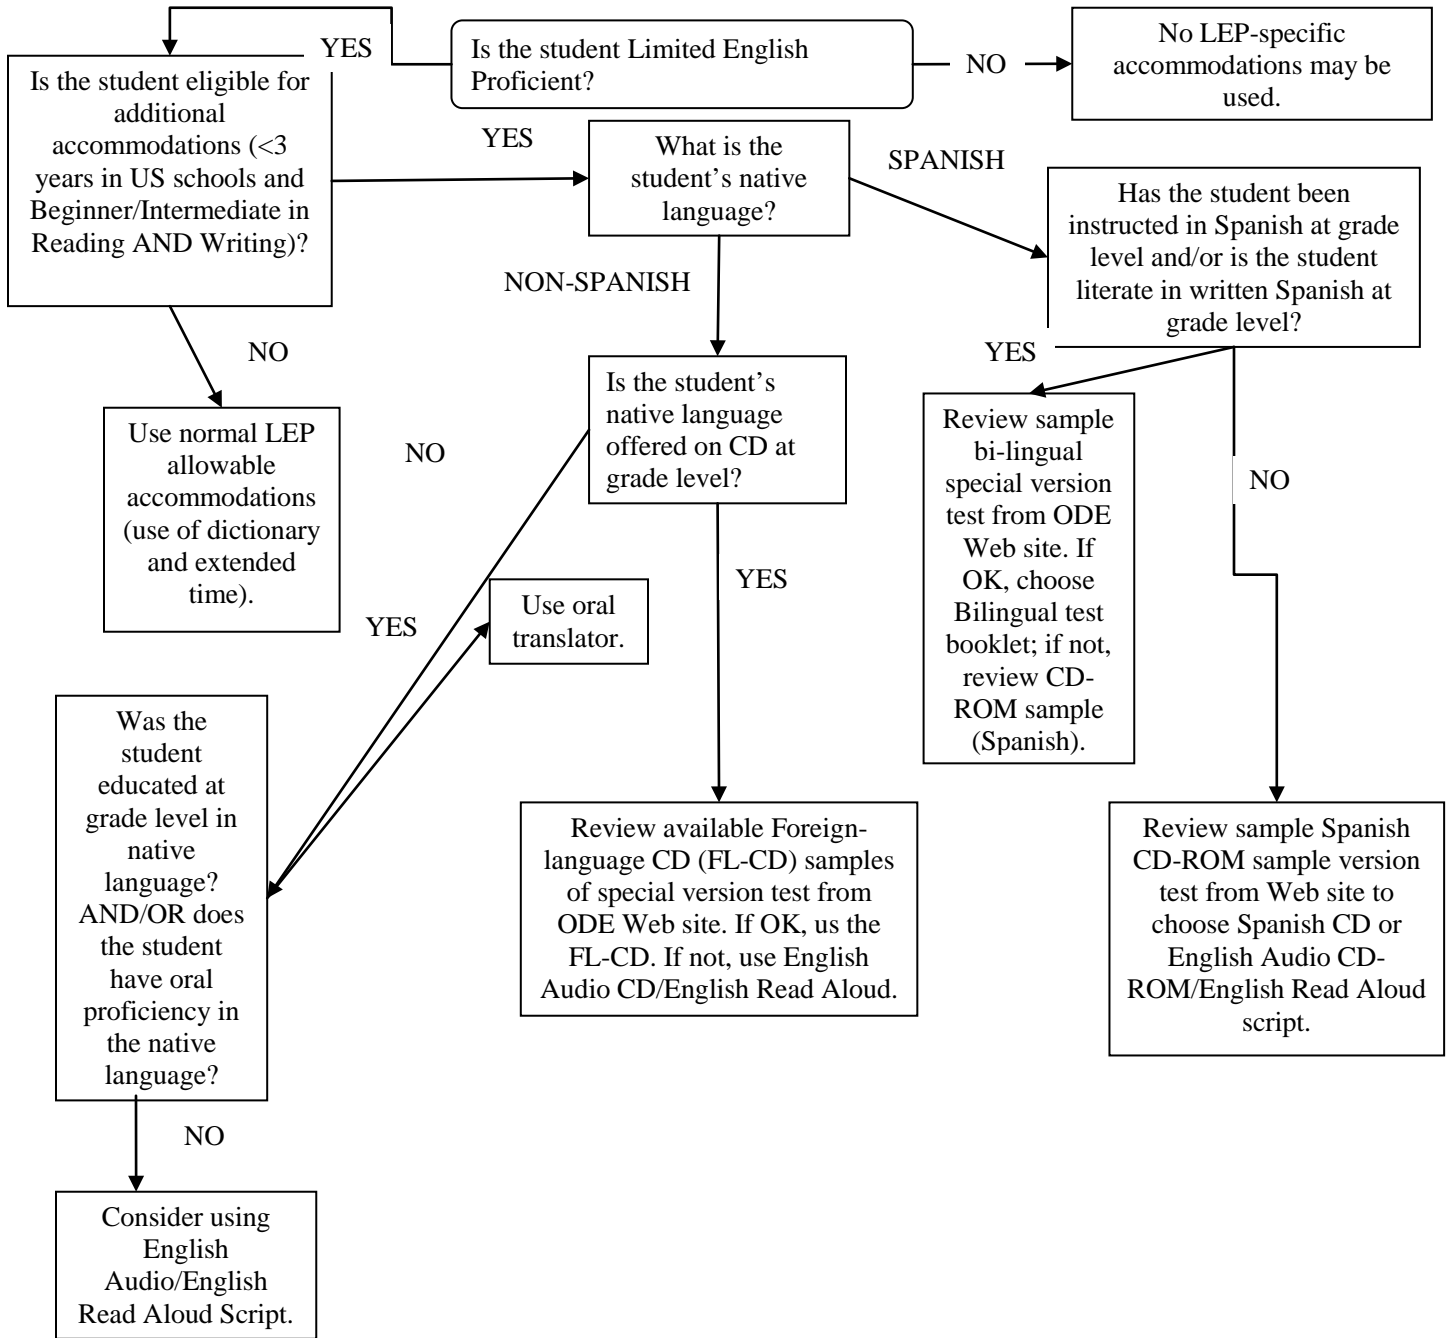 YES
Is the student Limited English
Proficient?
NO
No LEP-specific
accommodations may be
used.
Is the student eligible for
additional
accommodations (<3
years in US schools and
Beginner/Intermediate in
Reading AND Writing)?
YES
What is the
student’s native
language?
SPANISH
Has the student been
instructed in Spanish at grade
level and/or is the student
literate in written Spanish at
grade level?
NON-SPANISH
NO
YES
Use normal LEP
allowable
accommodations
(use of dictionary
and extended
time).
NO
Is the student’s
native language
offered on CD at
grade level?
Review sample
bi-lingual
special version
test from ODE
Web site. If
OK, choose
Bilingual test
booklet; if not,
review CD-
ROM sample
(Spanish).
NO
YES
YES
Use oral
translator.
Was the
student
educated at
grade level in
native
language?
AND/OR does
the student
have oral
proficiency in
the native
language?
Review available Foreign-
language CD (FL-CD) samples
of special version test from
ODE Web site. If OK, us the
FL-CD. If not, use English
Audio CD/English Read Aloud.
Review sample Spanish
CD-ROM sample version
test from Web site to
choose Spanish CD or
English Audio CD-
ROM/English Read Aloud
script.
NO
Consider using
English
Audio/English
Read Aloud Script.